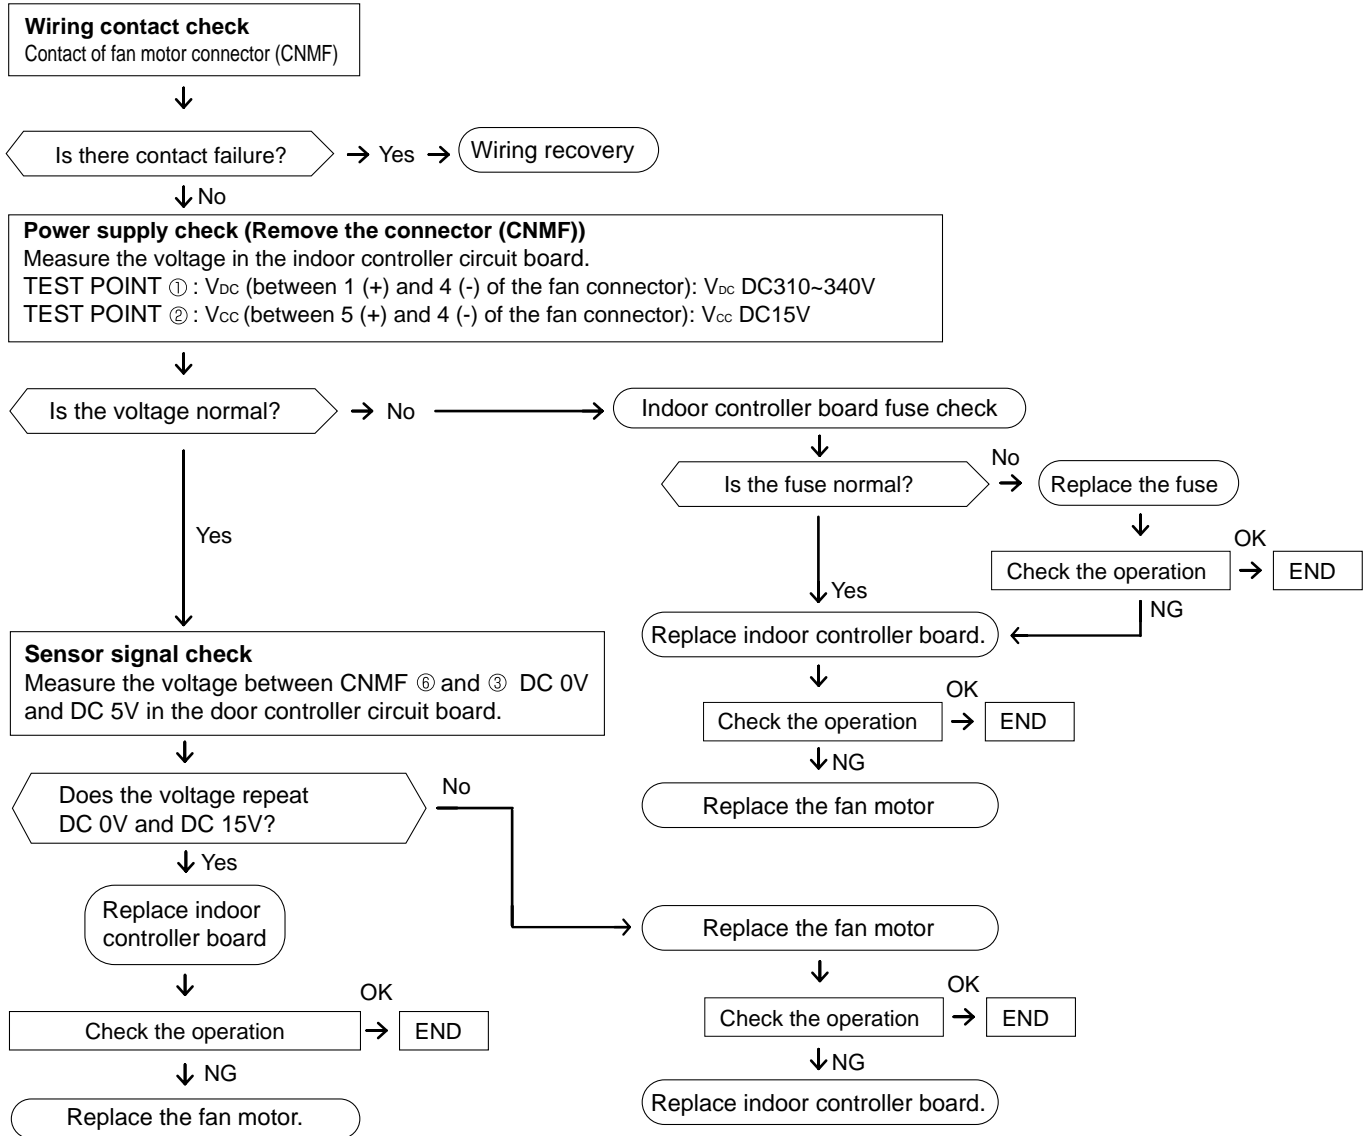 Wiring contact check
Contact of fan motor connector (CNMF)
Is there contact failure?
Yes
Wiring recovery
No
Power supply check (Remove the connector (CNMF))
Measure the voltage in the indoor controller circuit board.
TEST POINT ① : VDC (between 1 (+) and 4 (-) of the fan connector): VDC DC310~340V
TEST POINT ② : VCC (between 5 (+) and 4 (-) of the fan connector): VCC DC15V
Is the voltage normal?
No
Indoor controller board fuse check
Is the fuse normal?
No
Replace the fuse
Yes
Check the operation
OK
END
Yes
NG
Replace indoor controller board.
Sensor signal check
Measure the voltage between CNMF ⑥ and ③ DC 0V
and DC 5V in the door controller circuit board.
Check the operation
OK
END
NG
Replace the fan motor
Does the voltage repeat
DC 0V and DC 15V?
No
Yes
Replace indoor
controller board
Replace the fan motor
Check the operation
OK
END
Check the operation
OK
END
NG
Replace the fan motor.
NG
Replace indoor controller board.